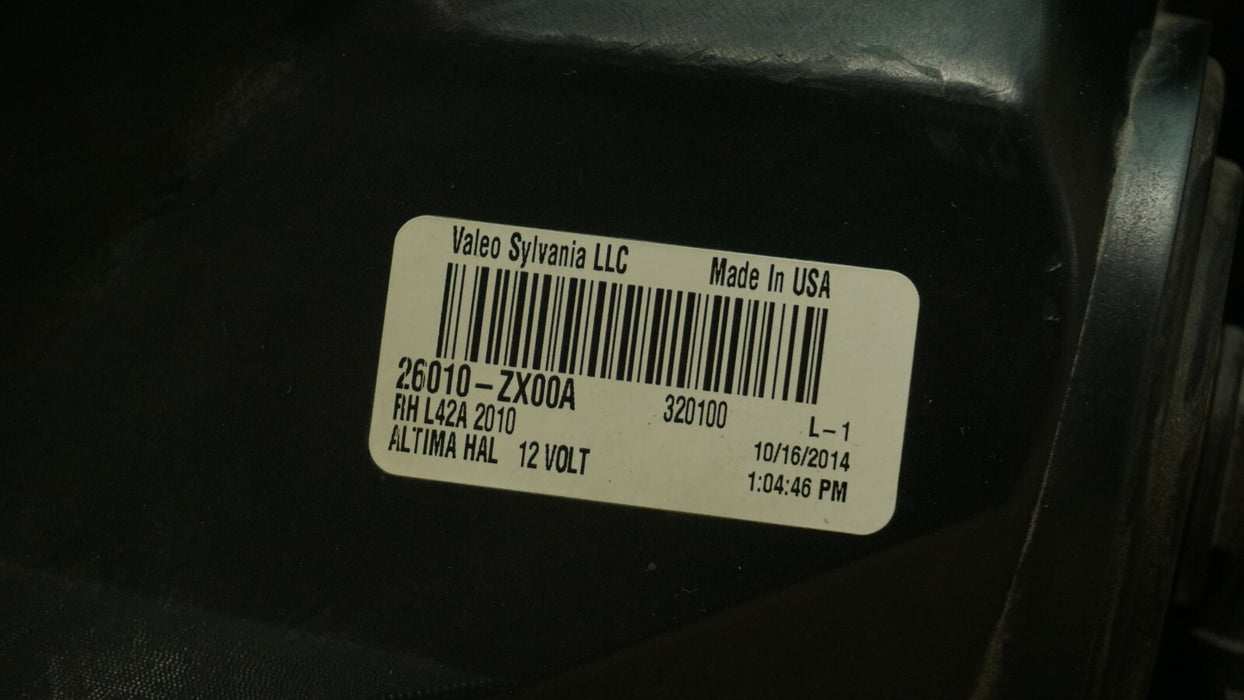 Valeo Sylvania LLC Made In USA
26010-ZX00A 320100 L-1
RH L42A 2010 10/16/2014
ALTIMA HAL 12 VOLT 1:04:46 PM